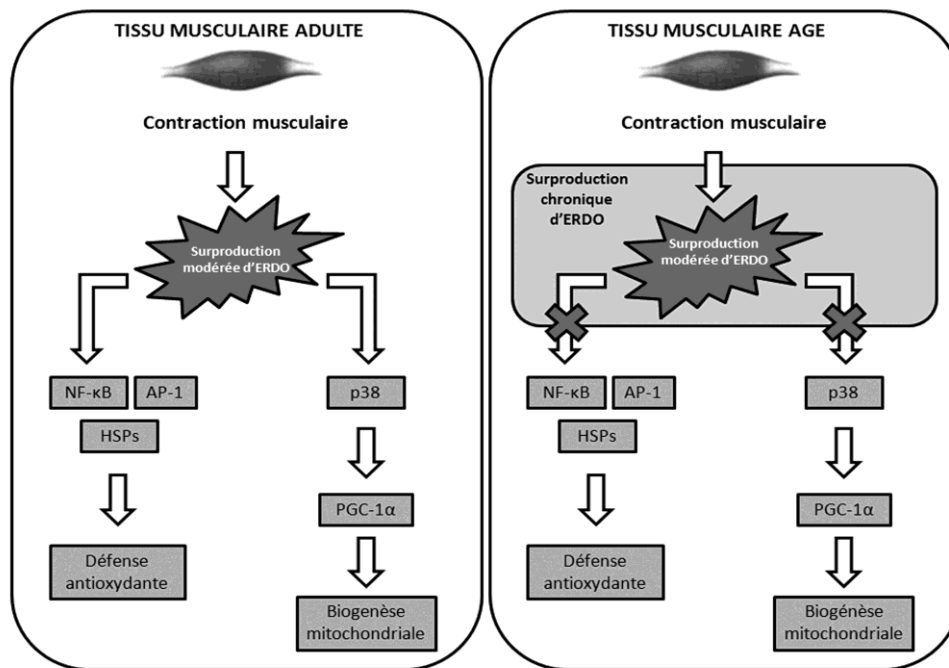 TISSU MUSCULAIRE ADULTE
Contraction musculaire
Surproduction
modérée d'ERDO
NF-κB
AP-1
p38
HSPs
PGC-1α
Défense
antioxydante
Biogenèse
mitochondriale
TISSU MUSCULAIRE AGE
Contraction musculaire
Surproduction
chronique
d'ERDO
Surproduction
modérée d'ERDO
NF-κB
AP-1
p38
HSPs
PGC-1α
Défense
antioxydante
Biogénèse
mitochondriale